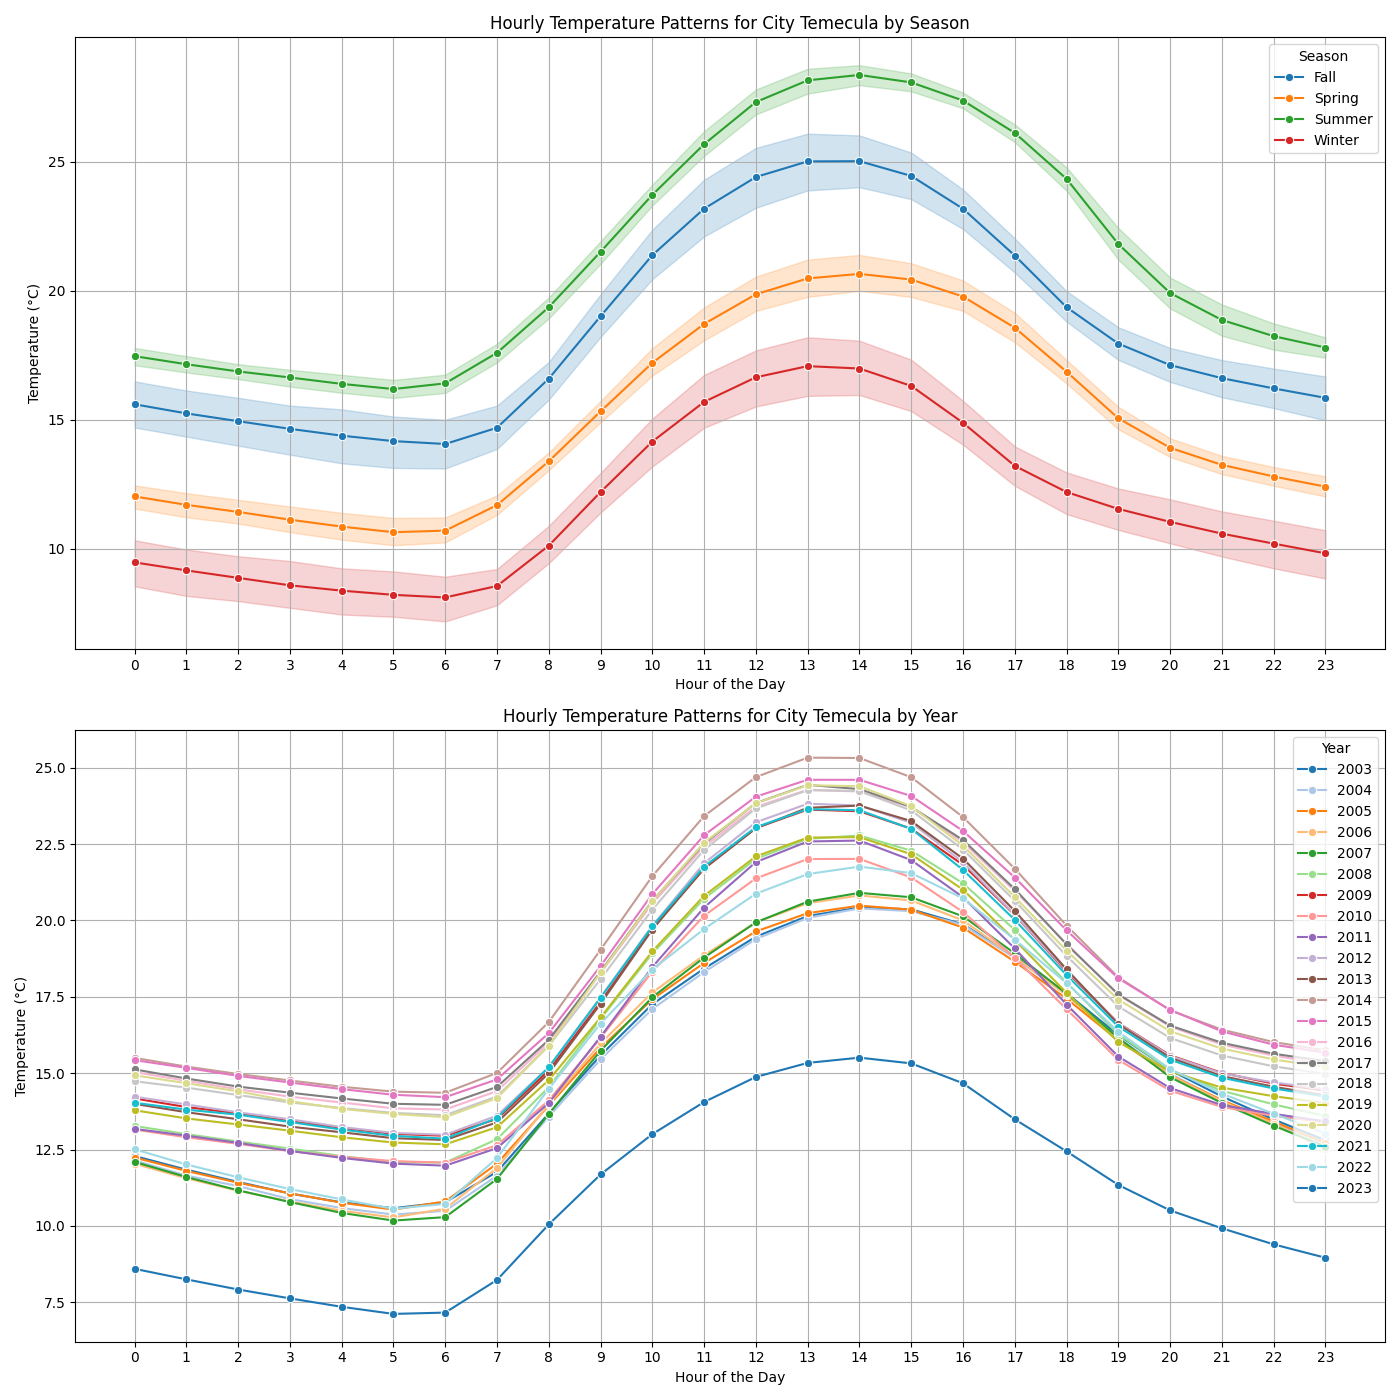 Hourly Temperature Patterns for City Temecula by Season
Season
Fall
Spring
Summer
Winter
Temperature (°C)
25
20
15
10
0 1 2 3 4 5 6 7 8 9 10 11 12 13 14 15 16 17 18 19 20 21 22 23
Hour of the Day
Hourly Temperature Patterns for City Temecula by Year
Year
2003
2004
2005
2006
2007
2008
2009
2010
2011
2012
2013
2014
2015
2016
2017
2018
2019
2020
2021
2022
2023
Temperature (°C)
25.0
22.5
20.0
17.5
15.0
12.5
10.0
7.5
0 1 2 3 4 5 6 7 8 9 10 11 12 13 14 15 16 17 18 19 20 21 22 23
Hour of the Day